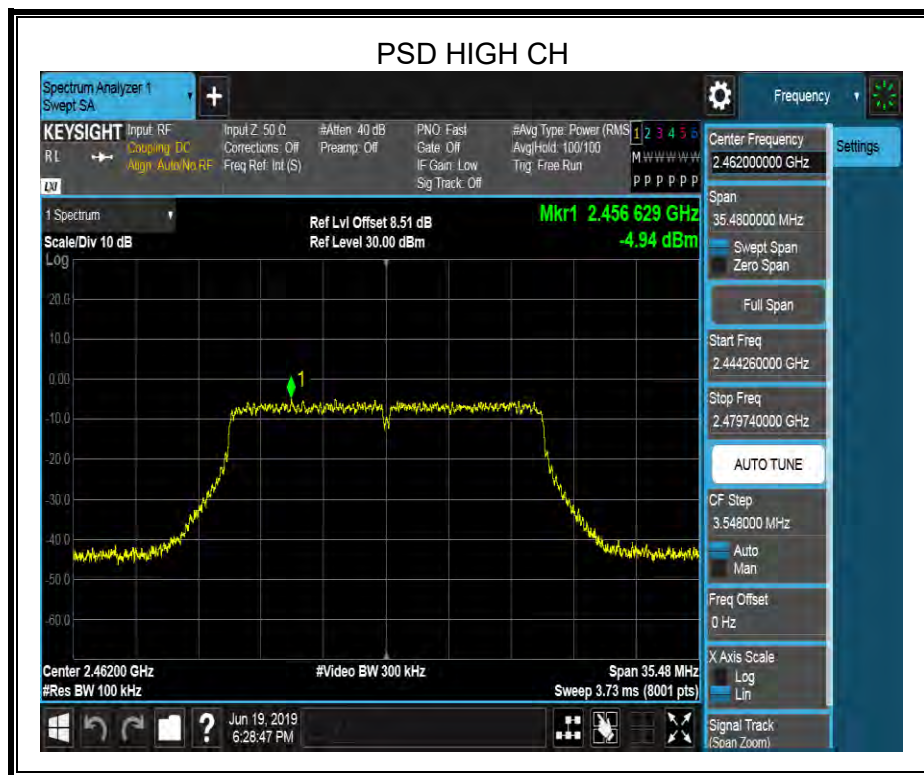 PSD HIGH CH
Spectrum Analyzer 1
Swept SA
+
Frequency
KEYSIGHT
RL
LXI
Input: RF
Coupling: DC
Align: Auto/No RF
Input Z: 50 Ω
Corrections: Off
Freq Ref: Int (S)
#Atten: 40 dB
Preamp: Off
PNO: Fast
Gate: Off
IF Gain: Low
Sig Track: Off
#Avg Type: Power (RMS
Avg|Hold: 100/100
Trig: Free Run
1 2 3 4 5 6
M W W W W W
P P P P P P
1 Spectrum
Scale/Div 10 dB
Log
Ref Lvl Offset 8.51 dB
Ref Level 30.00 dBm
Mkr1 2.456 629 GHz
-4.94 dBm
20.0
10.0
0.00
-10.0
-20.0
-30.0
-40.0
-50.0
-60.0
1
Center 2.46200 GHz
#Res BW 100 kHz
#Video BW 300 kHz
Span 35.48 MHz
Sweep 3.73 ms (8001 pts)
Center Frequency
2.462000000 GHz
Settings
Span
35.4800000 MHz
Swept Span
Zero Span
Full Span
Start Freq
2.444260000 GHz
Stop Freq
2.479740000 GHz
AUTO TUNE
CF Step
3.548000 MHz
Auto
Man
Freq Offset
0 Hz
X Axis Scale
Log
Lin
Signal Track
(Span Zoom)
?
Jun 19, 2019
6:28:47 PM